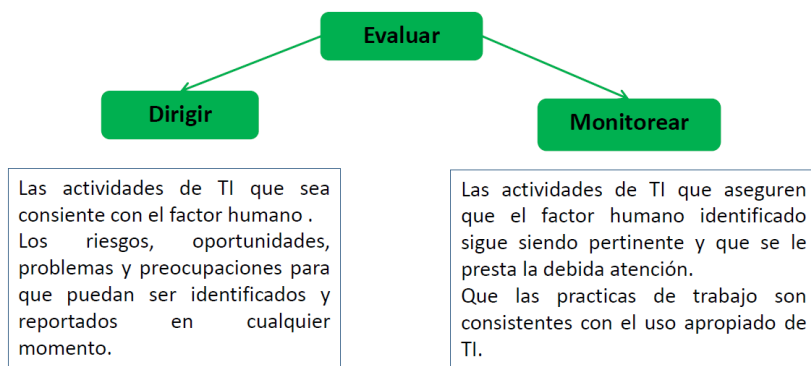 Evaluar
Dirigir
Monitorear
Las actividades de TI que sea
consiente con el factor humano .
Los riesgos, oportunidades,
problemas y preocupaciones para
que puedan ser identificados y
reportados en cualquier
momento.
Las actividades de TI que aseguren
que el factor humano identificado
sigue siendo pertinente y que se le
presta la debida atención.
Que las practicas de trabajo son
consistentes con el uso apropiado de
TI.